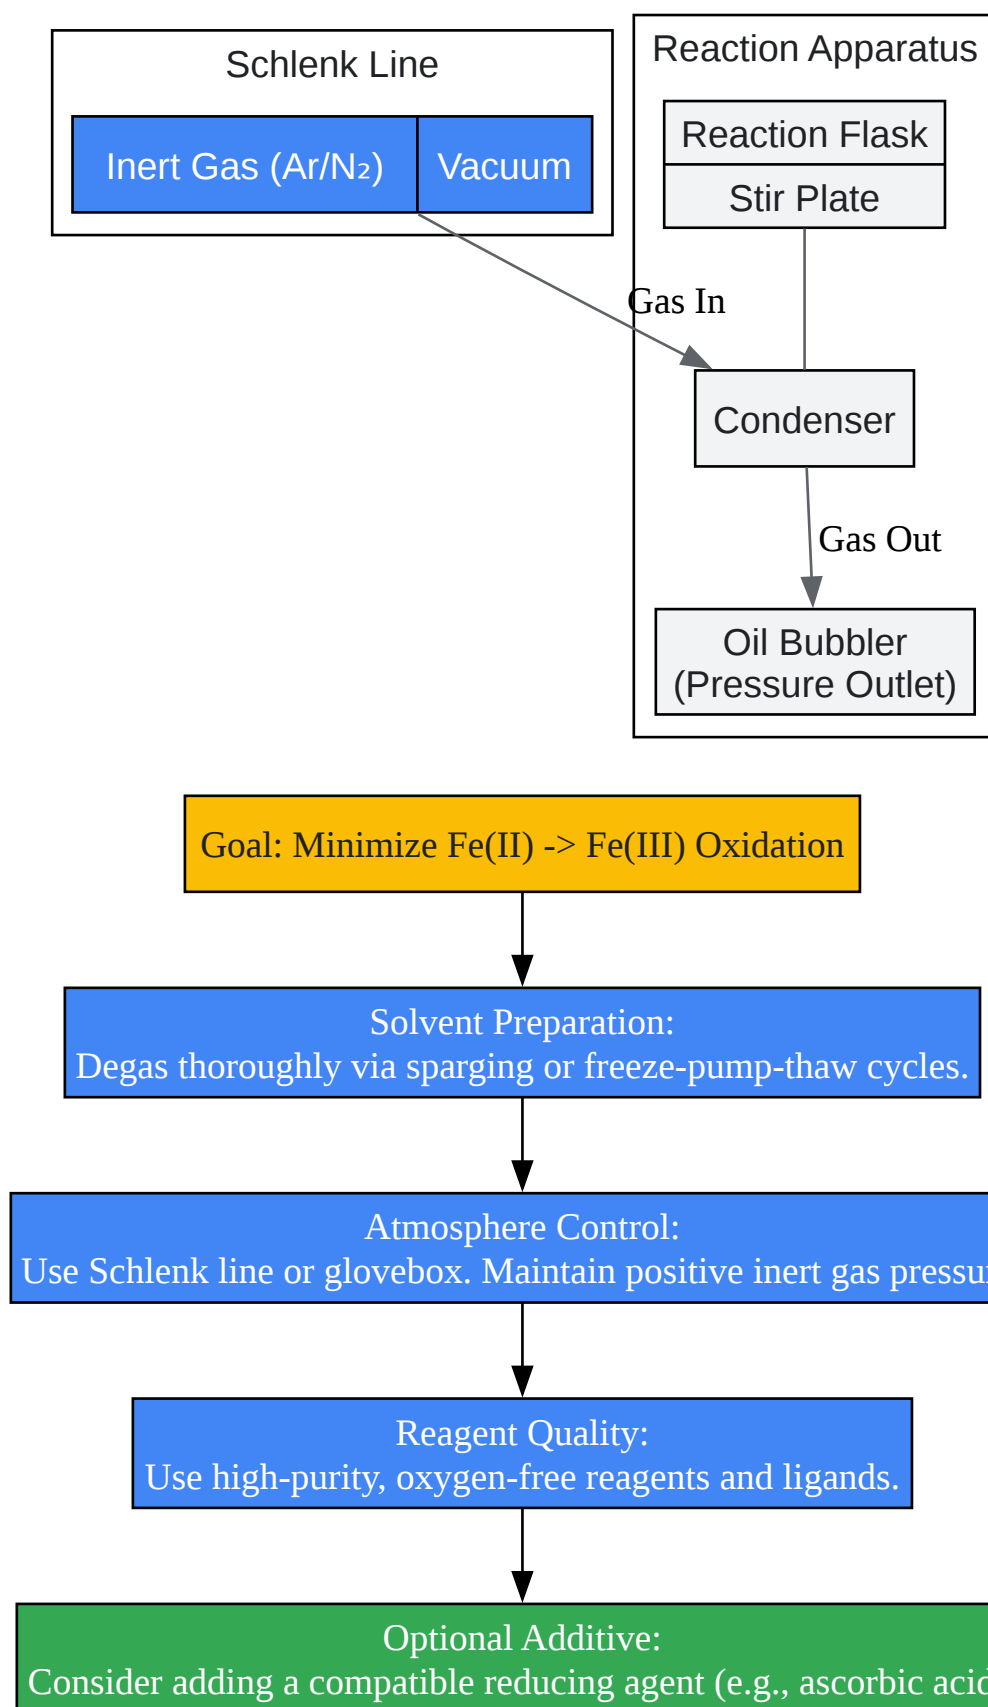 Schlenk Line
Inert Gas (Ar/N₂)
Vacuum
Reaction Apparatus
Reaction Flask
Stir Plate
Gas In
Condenser
Gas Out
Oil Bubbler
(Pressure Outlet)
Goal: Minimize Fe(II) -> Fe(III) Oxidation
Solvent Preparation:
Degas thoroughly via sparging or freeze-pump-thaw cycles.
Atmosphere Control:
Use Schlenk line or glovebox. Maintain positive inert gas pressur
Reagent Quality:
Use high-purity, oxygen-free reagents and ligands.
Optional Additive:
Consider adding a compatible reducing agent (e.g., ascorbic acid